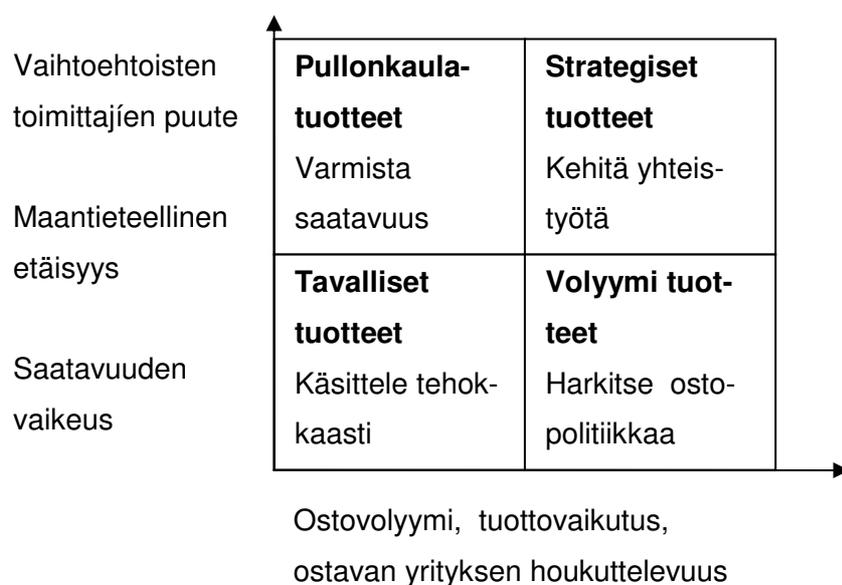 Vaihtoehtoisten
toimittajíen puute
Maantieteellinen
etäisyys
Saatavuuden
vaikeus
Pullonkaula-
tuotteet
Varmista
saatavuus
Strategiset
tuotteet
Kehitä yhteis-
työtä
Tavalliset
tuotteet
Käsittele tehok-
kaasti
Volyymi tuot-
teet
Harkitse osto-
politiikkaa
Ostovolyymi, tuottovaikutus,
ostavan yrityksen houkuttelevuus